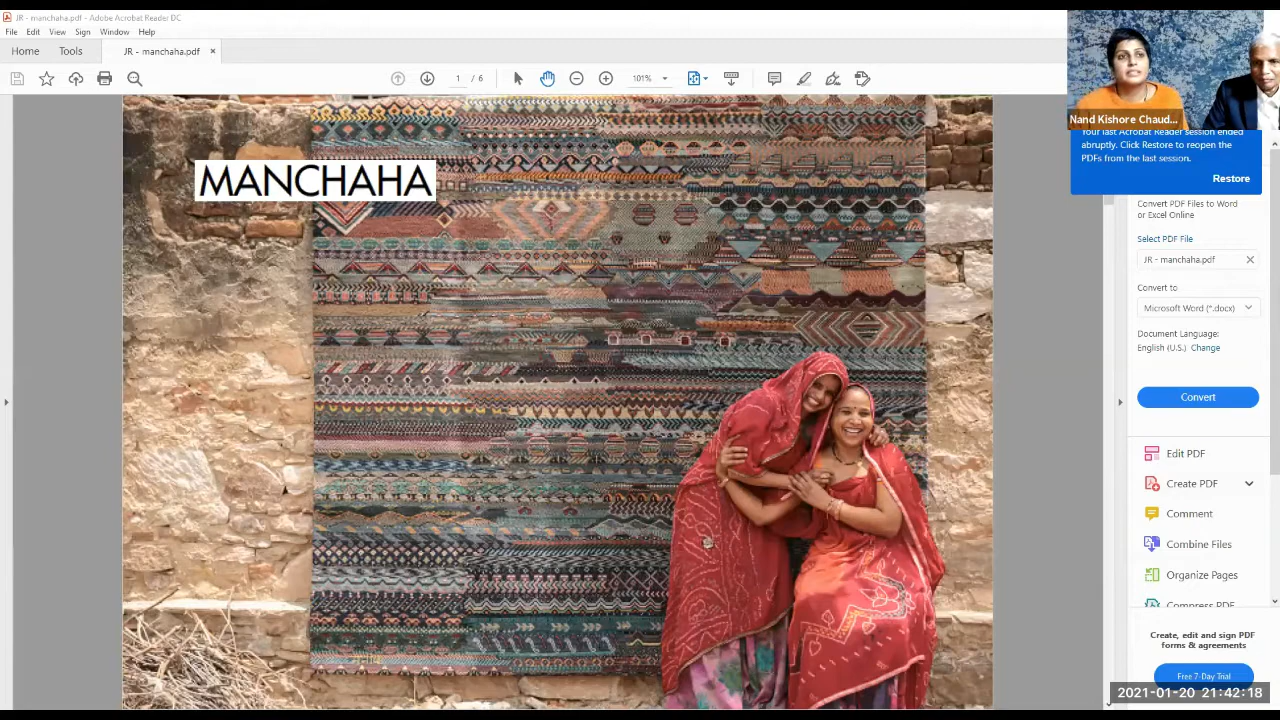 JR - manchaha.pdf - Adobe Acrobat Reader DC
File Edit View Sign Window Help
Home Tools JR - manchaha.pdf ×
1 / 6 101%
Nand Kishore Chaud...
Your last Acrobat Reader session ended
abruptly. Click Restore to reopen the
PDFs from the last session.
Restore
MANCHAHA
Convert PDF Files to Word
or Excel Online
Select PDF File
JR - manchaha.pdf
Convert to
Microsoft Word (*.docx)
Document Language:
English (U.S.) Change
Convert
Edit PDF
Create PDF
Comment
Combine Files
Organize Pages
Compress PDF
Create, edit and sign PDF
forms & agreements
Free 7-Day Trial
2021-01-20 21:42:18